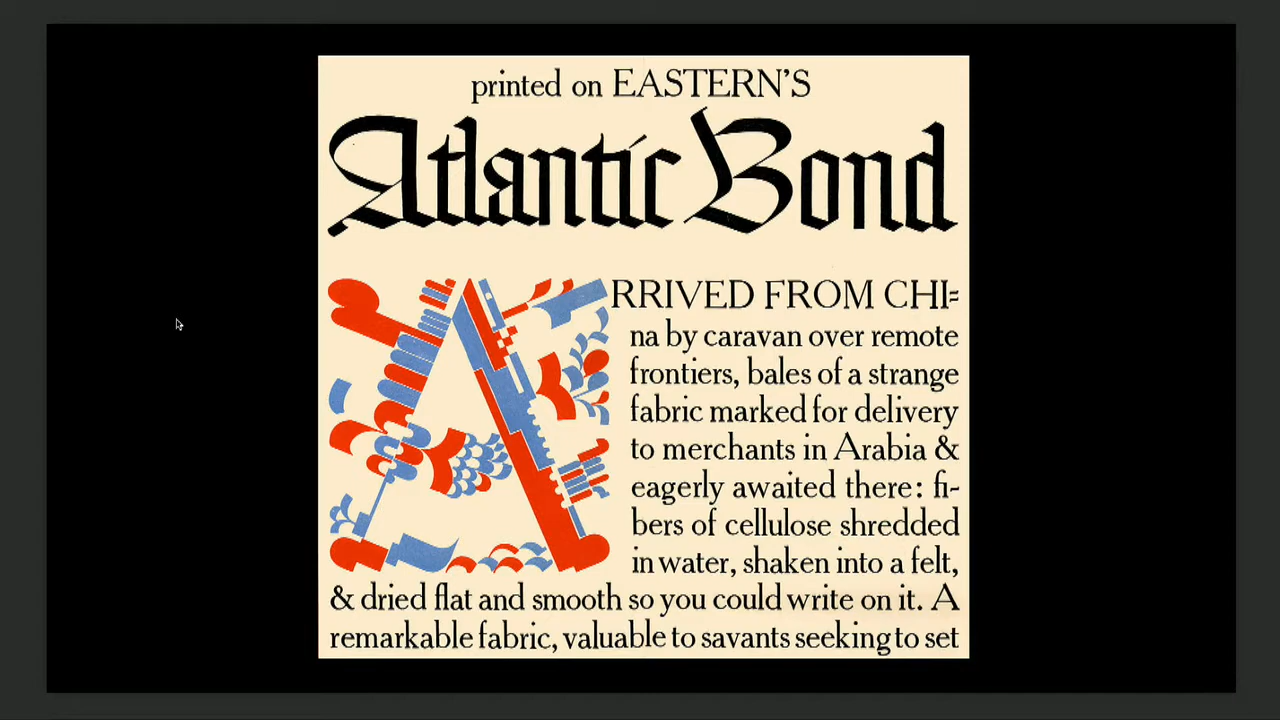 printed on EASTERN'S
Atlantic Bond
ARRIVED FROM CHI=
na by caravan over remote
frontiers, bales of a strange
fabric marked for delivery
to merchants in Arabia &
eagerly awaited there: fi-
bers of cellulose shredded
in water, shaken into a felt,
& dried flat and smooth so you could write on it. A
remarkable fabric, valuable to savants seeking to set